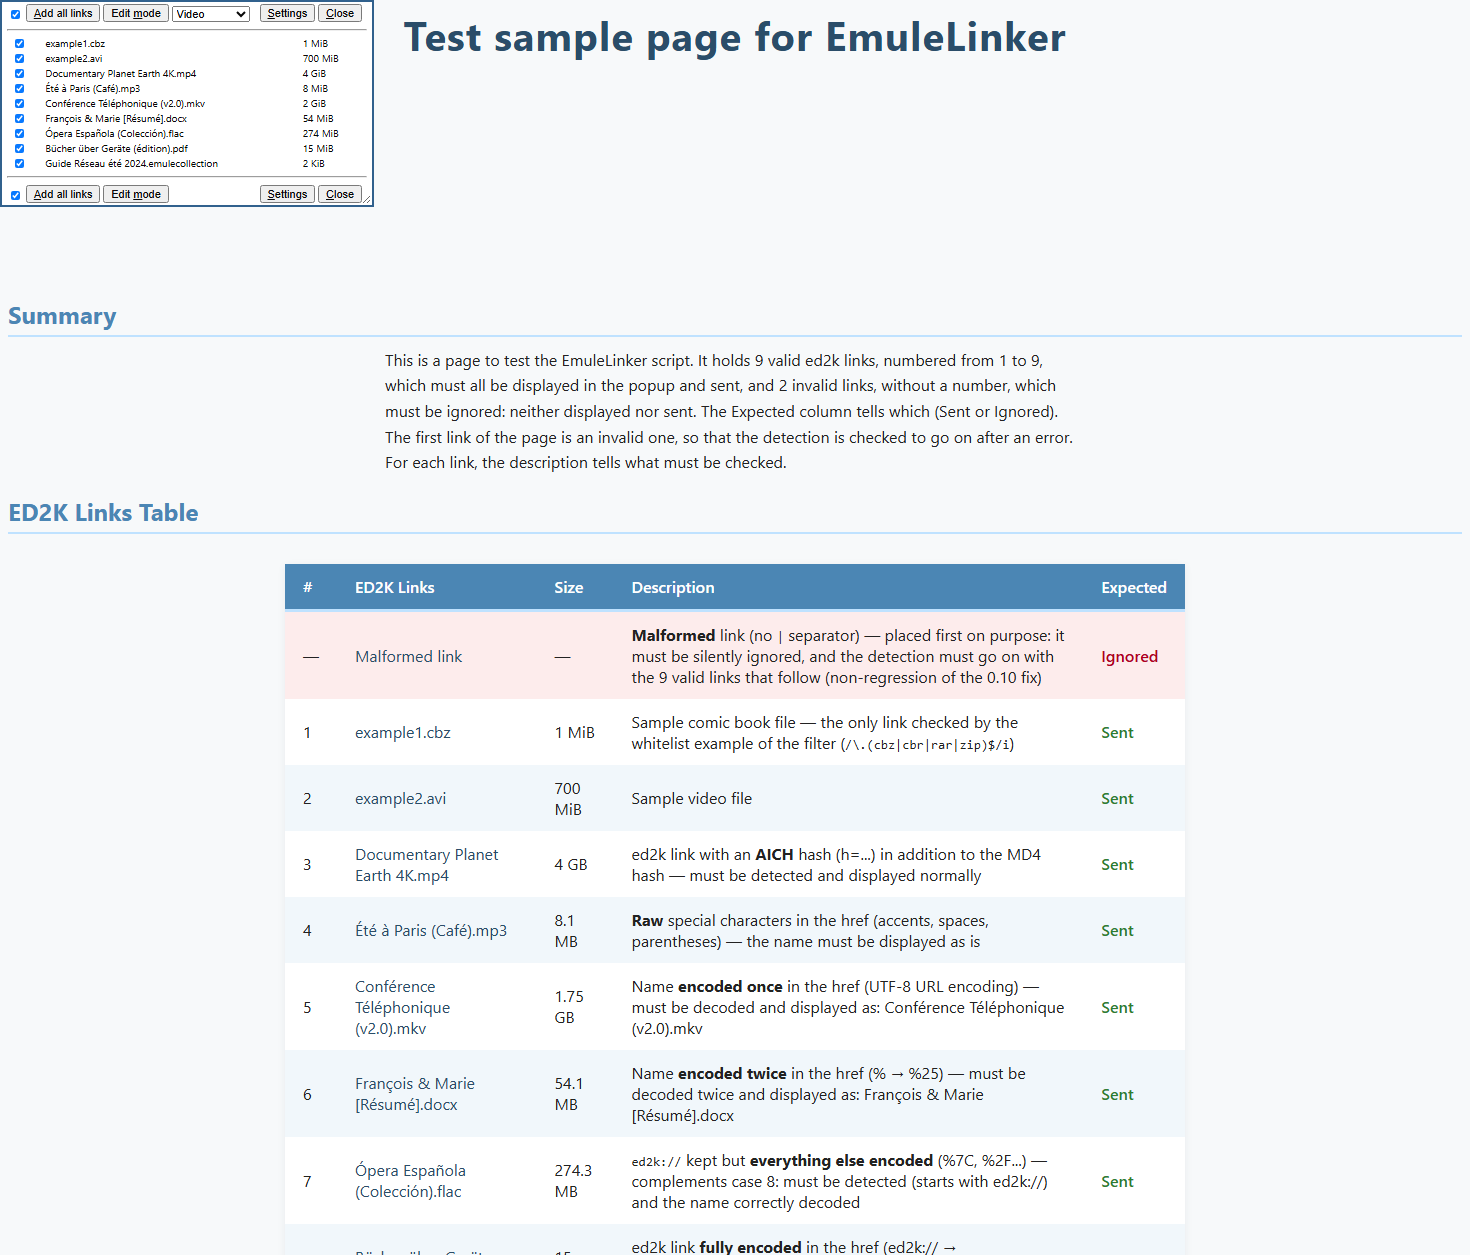 Add all links Edit mode Video Settings Close
example1.cbz 1 MiB
example2.avi 700 MiB
Documentary Planet Earth 4K.mp4 4 GiB
Été à Paris (Café).mp3 8 MiB
Conférence Téléphonique (v2.0).mkv 2 GiB
François & Marie [Résumé].docx 54 MiB
Ópera Española (Colección).flac 274 MiB
Bücher über Geräte (édition).pdf 15 MiB
Guide Réseau été 2024.emulecollection 2 KiB
Add all links Edit mode Settings Close
Test sample page for EmuleLinker
Summary
This is a page to test the EmuleLinker script. It holds 9 valid ed2k links, numbered from 1 to 9,
which must all be displayed in the popup and sent, and 2 invalid links, without a number, which
must be ignored: neither displayed nor sent. The Expected column tells which (Sent or Ignored).
The first link of the page is an invalid one, so that the detection is checked to go on after an error.
For each link, the description tells what must be checked.
ED2K Links Table
# ED2K Links Size Description Expected
Malformed link (no | separator) — placed first on purpose: it
— Malformed link — must be silently ignored, and the detection must go on with Ignored
the 9 valid links that follow (non-regression of the 0.10 fix)
Sample comic book file — the only link checked by the
1 example1.cbz 1 MiB whitelist example of the filter (/\.(cbz|cbr|rar|zip)$/i) Sent
700
2 example2.avi MiB Sample video file Sent
Documentary Planet ed2k link with an AICH hash (h=...) in addition to the MD4
3 Earth 4K.mp4 4 GB hash — must be detected and displayed normally Sent
8.1 Raw special characters in the href (accents, spaces,
4 Été à Paris (Café).mp3 MB parentheses) — the name must be displayed as is Sent
Conférence 1.75 Name encoded once in the href (UTF-8 URL encoding) —
5 Téléphonique GB must be decoded and displayed as: Conférence Téléphonique Sent
(v2.0).mkv (v2.0).mkv
François & Marie 54.1 Name encoded twice in the href (% → %25) — must be
6 [Résumé].docx MB decoded twice and displayed as: François & Marie Sent
[Résumé].docx
Ópera Española 274.3 ed2k:// kept but everything else encoded (%7C, %2F...) —
7 (Colección).flac MB complements case 8: must be detected (starts with ed2k://) Sent
and the name correctly decoded
ed2k link fully encoded in the href (ed2k:// →